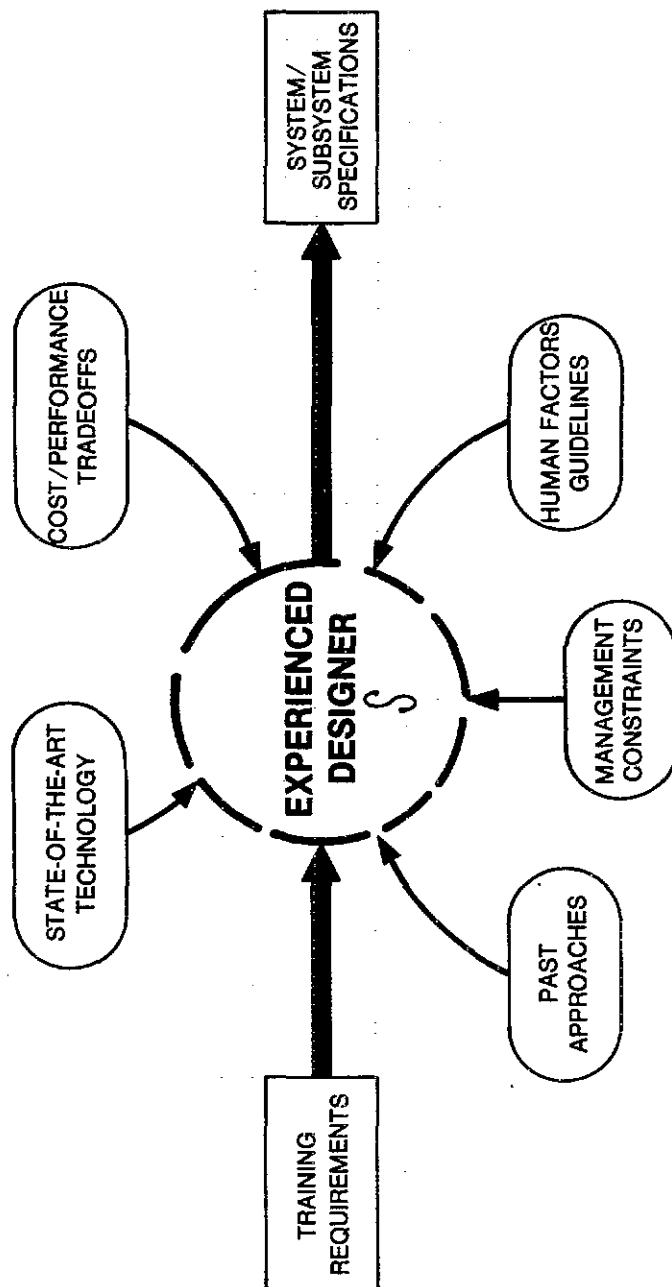 STATE-OF-THE-ART
TECHNOLOGY
COST/PERFORMANCE
TRADEOFFS
TRAINING
REQUIREMENTS
EXPERIENCED
DESIGNER
S
SYSTEM/
SUBSYSTEM
SPECIFICATIONS
PAST
APPROACHES
MANAGEMENT
CONSTRAINTS
HUMAN FACTORS
GUIDELINES